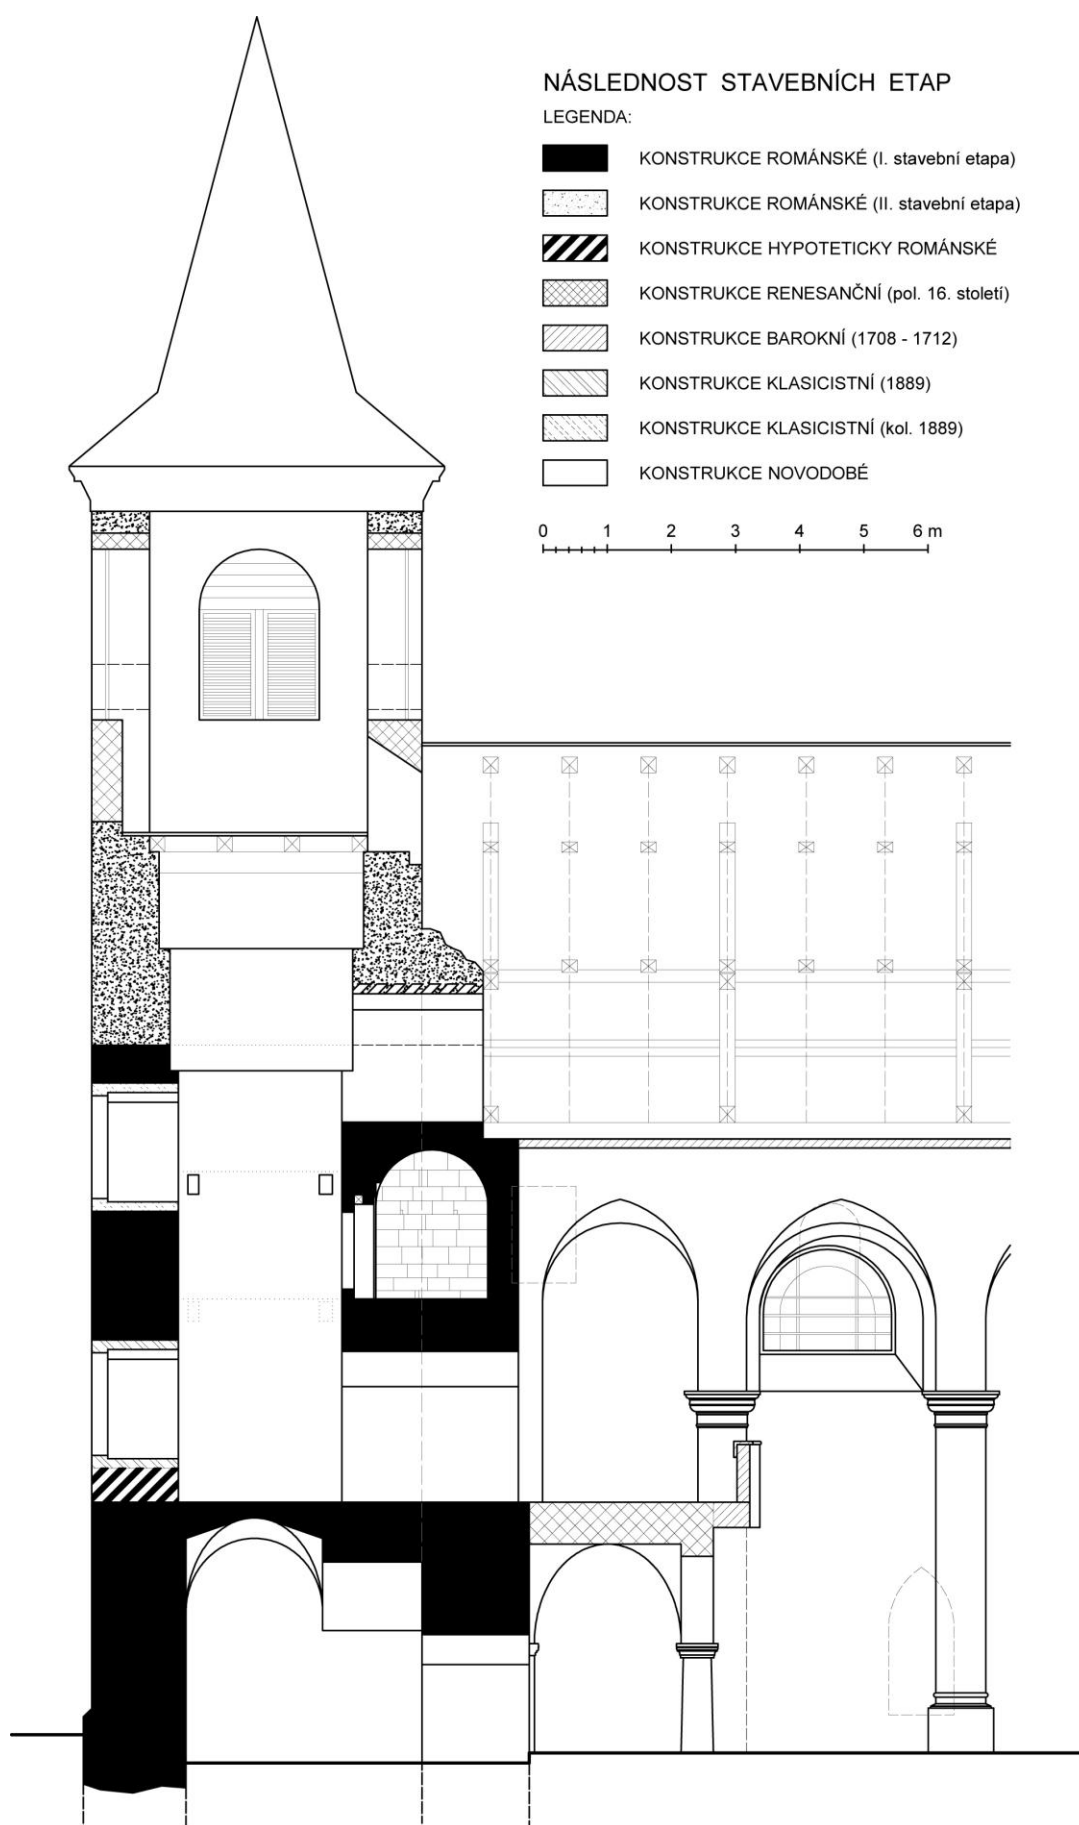 NÁSLEDNOST STAVEBNÍCH ETAP
LEGENDA:
KONSTRUKCE ROMÁNSKÉ (I. stavební etapa)
KONSTRUKCE ROMÁNSKÉ (II. stavební etapa)
KONSTRUKCE HYPOTETICKY ROMÁNSKÉ
KONSTRUKCE RENESANČNÍ (pol. 16. století)
KONSTRUKCE BAROKNÍ (1708 - 1712)
KONSTRUKCE KLASICISTNÍ (1889)
KONSTRUKCE KLASICISTNÍ (kol. 1889)
KONSTRUKCE NOVODOBÉ
0 1 2 3 4 5 6 m